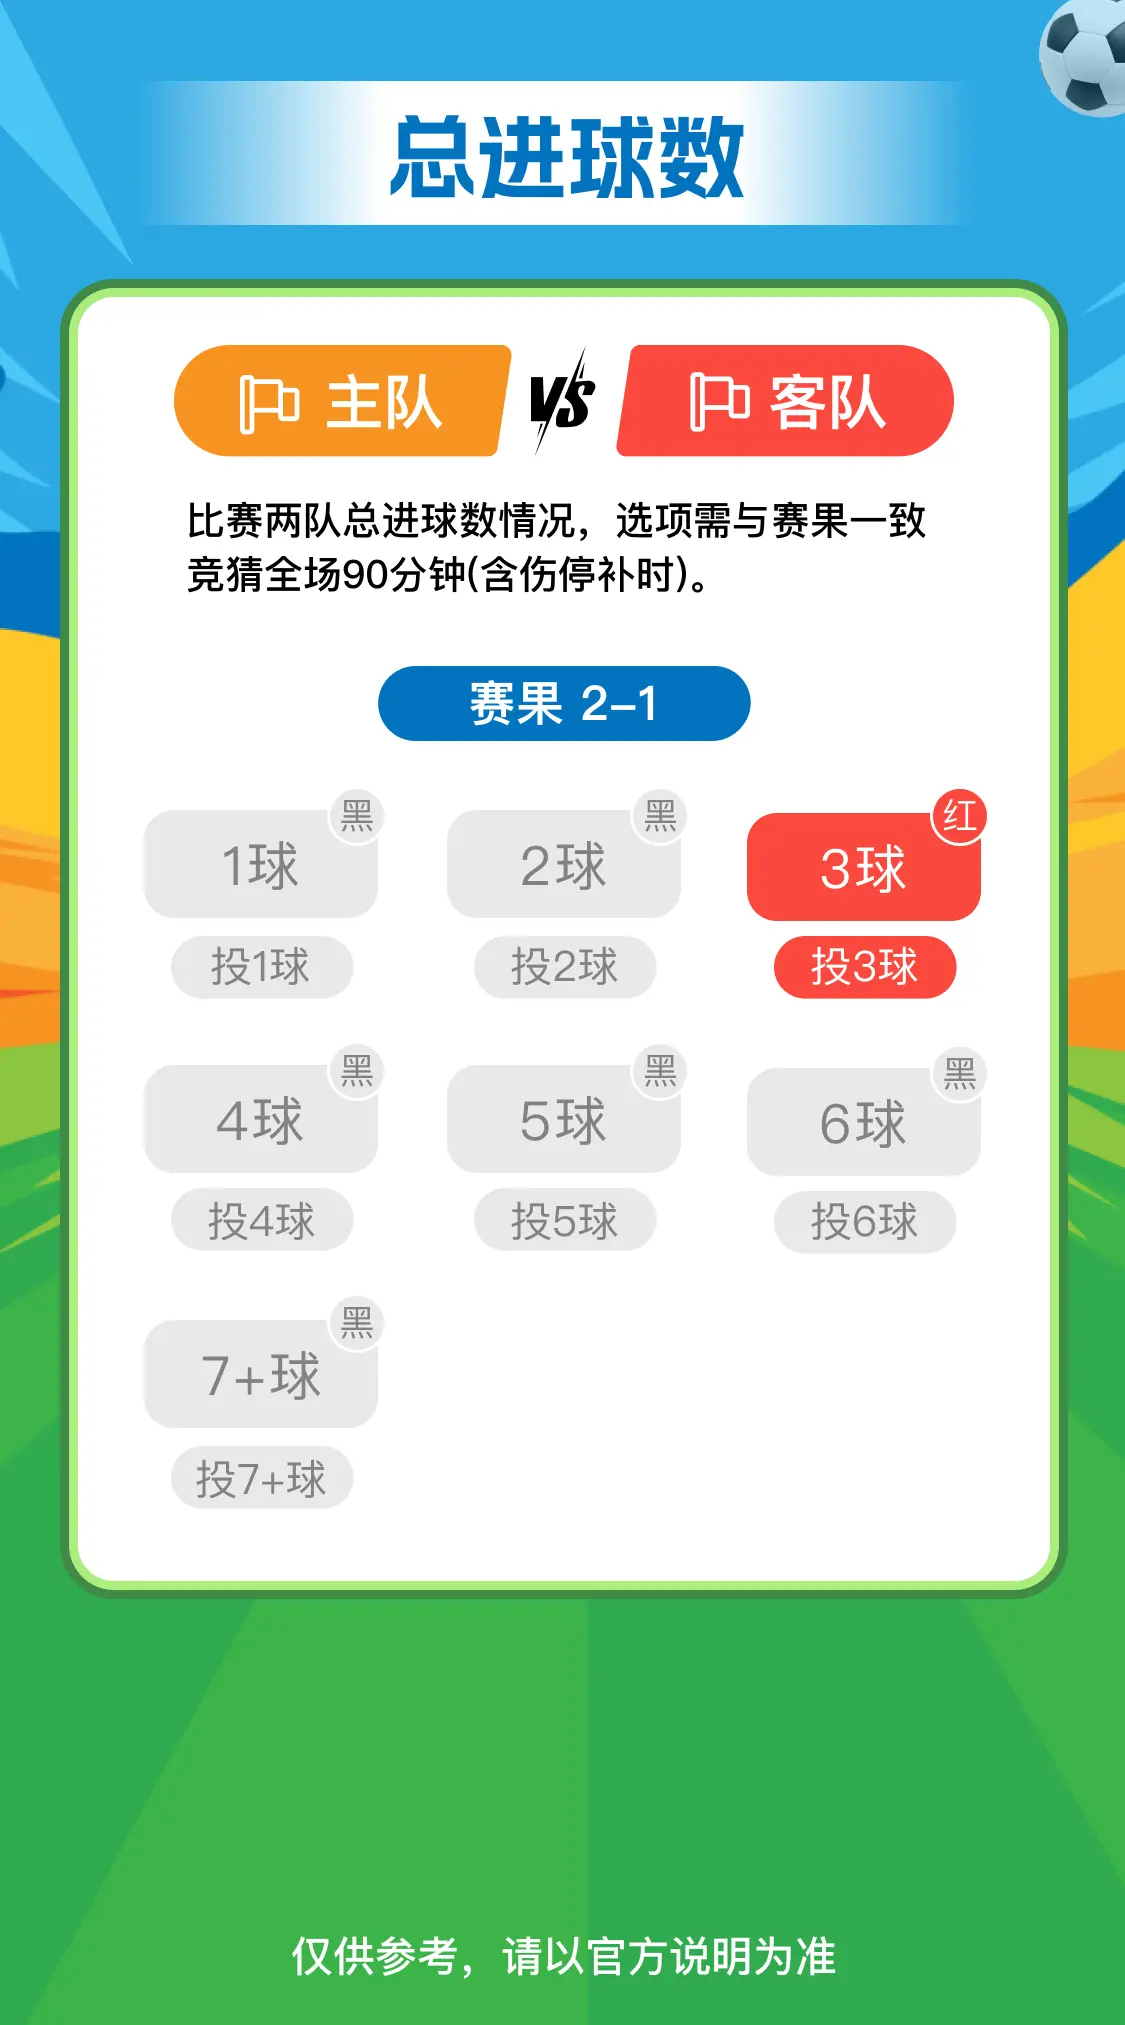 总进球数
主队 VS 客队
比赛两队总进球数情况，选项需与赛果一致
竞猜全场90分钟(含伤停补时)。
赛果 2-1
黑 黑 红
1球 2球 3球
投1球 投2球 投3球
黑 黑 黑
4球 5球 6球
投4球 投5球 投6球
黑
7+球
投7+球
仅供参考，请以官方说明为准